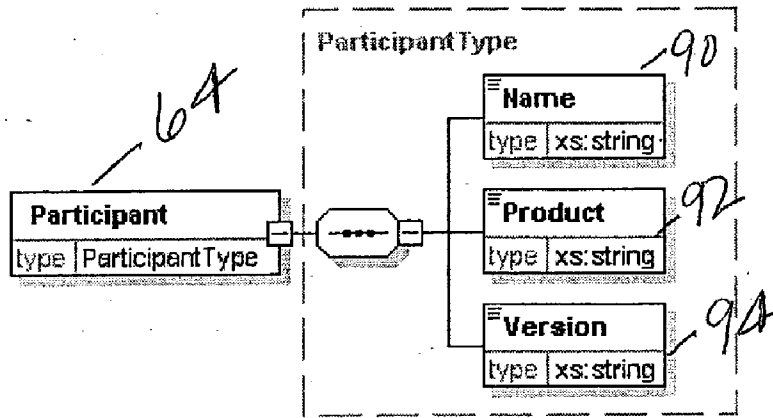 ParticipantType
90
Name
type xs:string
64
Participant
type ParticipantType
Product
92
type xs:string
Version
94
type xs:string